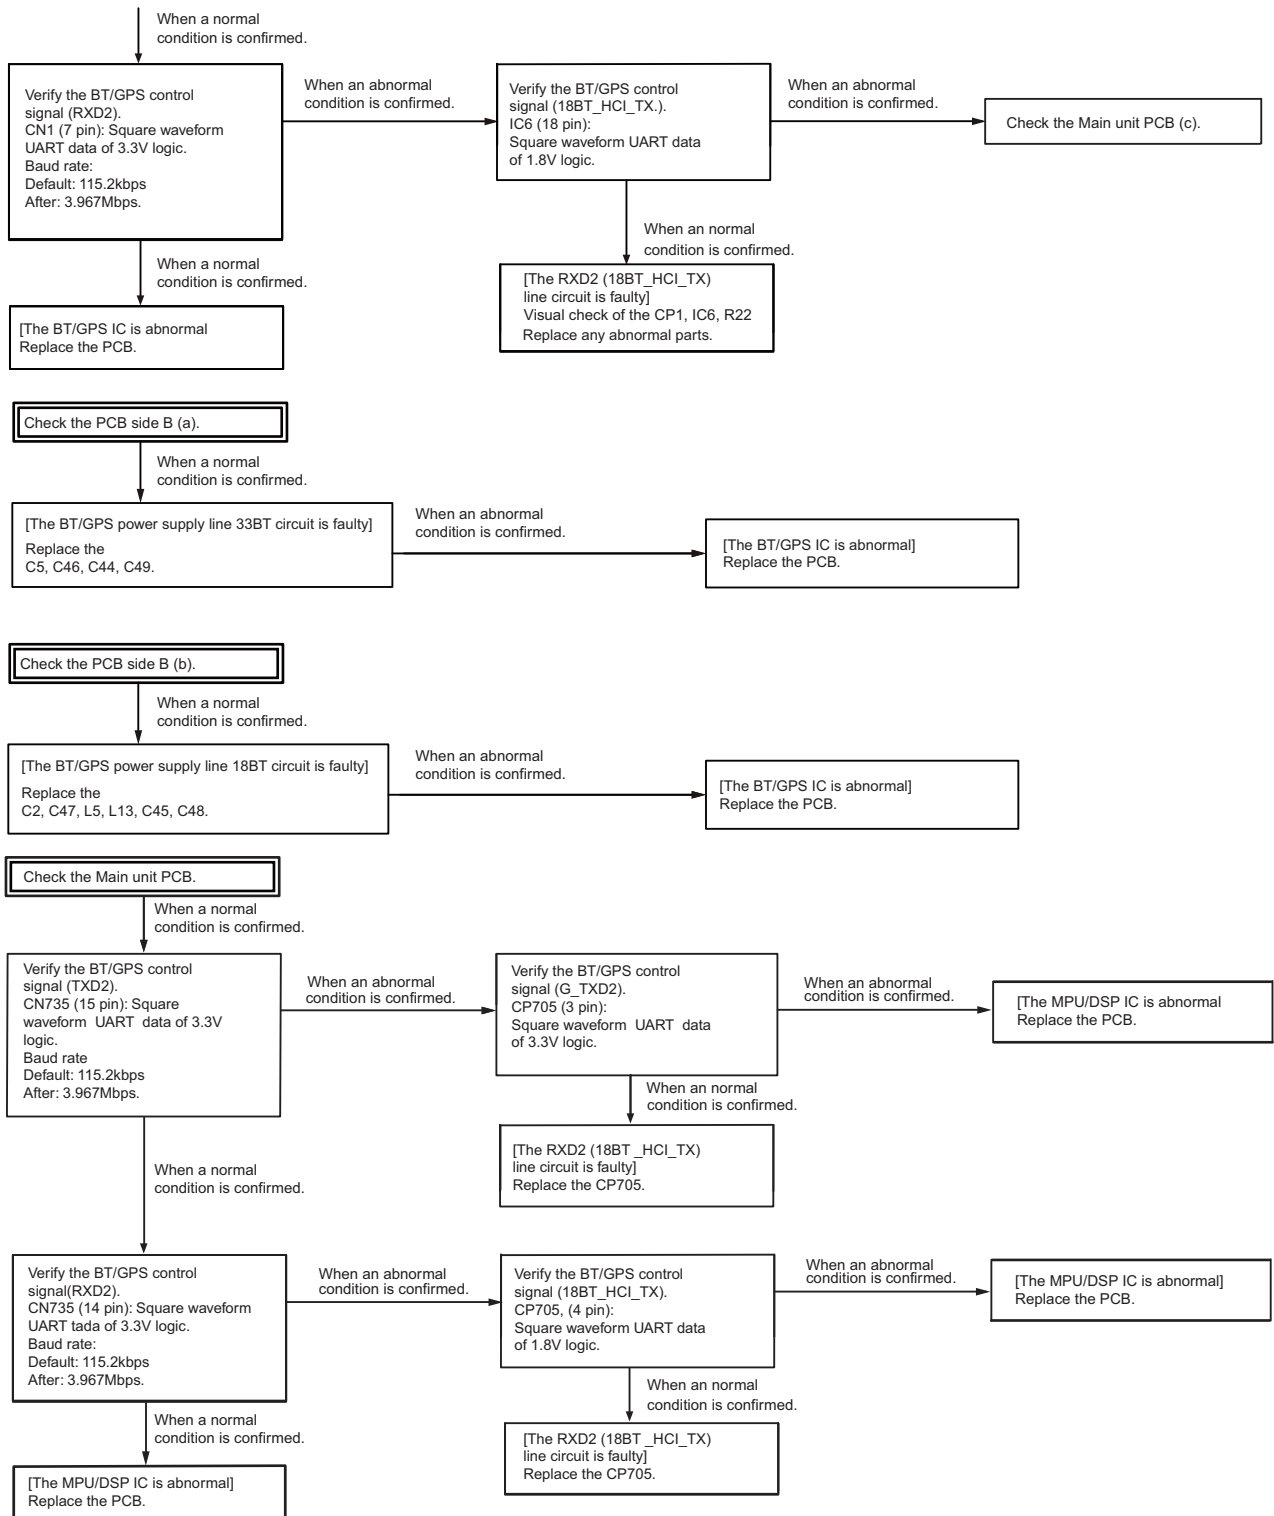 When a normal
condition is confirmed.
Verify the BT/GPS control
signal (RXD2).
CN1 (7 pin): Square waveform
UART data of 3.3V logic.
Baud rate:
Default: 115.2kbps
After: 3.967Mbps.
When an abnormal
condition is confirmed.
Verify the BT/GPS control
signal (18BT_HCI_TX.).
IC6 (18 pin):
Square waveform UART data
of 1.8V logic.
When an abnormal
condition is confirmed.
Check the Main unit PCB (c).
When an normal
condition is confirmed.
When a normal
condition is confirmed.
[The RXD2 (18BT_HCI_TX)
line circuit is faulty]
Visual check of the CP1, IC6, R22
Replace any abnormal parts.
[The BT/GPS IC is abnormal
Replace the PCB.
Check the PCB side B (a).
When a normal
condition is confirmed.
[The BT/GPS power supply line 33BT circuit is faulty]
Replace the
C5, C46, C44, C49.
When an abnormal
condition is confirmed.
[The BT/GPS IC is abnormal]
Replace the PCB.
Check the PCB side B (b).
When a normal
condition is confirmed.
[The BT/GPS power supply line 18BT circuit is faulty]
Replace the
C2, C47, L5, L13, C45, C48.
When an abnormal
condition is confirmed.
[The BT/GPS IC is abnormal]
Replace the PCB.
Check the Main unit PCB.
When a normal
condition is confirmed.
Verify the BT/GPS control
signal (TXD2).
CN735 (15 pin): Square
waveform UART data of 3.3V
logic.
Baud rate
Default: 115.2kbps
After: 3.967Mbps.
When an abnormal
condition is confirmed.
Verify the BT/GPS control
signal (G_TXD2).
CP705 (3 pin):
Square waveform UART data
of 3.3V logic.
When an abnormal
condition is confirmed.
[The MPU/DSP IC is abnormal
Replace the PCB.
When an normal
condition is confirmed.
[The RXD2 (18BT _HCI_TX)
line circuit is faulty]
Replace the CP705.
When a normal
condition is confirmed.
Verify the BT/GPS control
signal(RXD2).
CN735 (14 pin): Square waveform
UART tada of 3.3V logic.
Baud rate:
Default: 115.2kbps
After: 3.967Mbps.
When an abnormal
condition is confirmed.
Verify the BT/GPS control
signal (18BT_HCI_TX).
CP705, (4 pin):
Square waveform UART data
of 1.8V logic.
When an abnormal
condition is confirmed.
[The MPU/DSP IC is abnormal]
Replace the PCB.
When an normal
condition is confirmed.
When a normal
condition is confirmed.
[The RXD2 (18BT _HCI_TX)
line circuit is faulty]
Replace the CP705.
[The MPU/DSP IC is abnormal]
Replace the PCB.